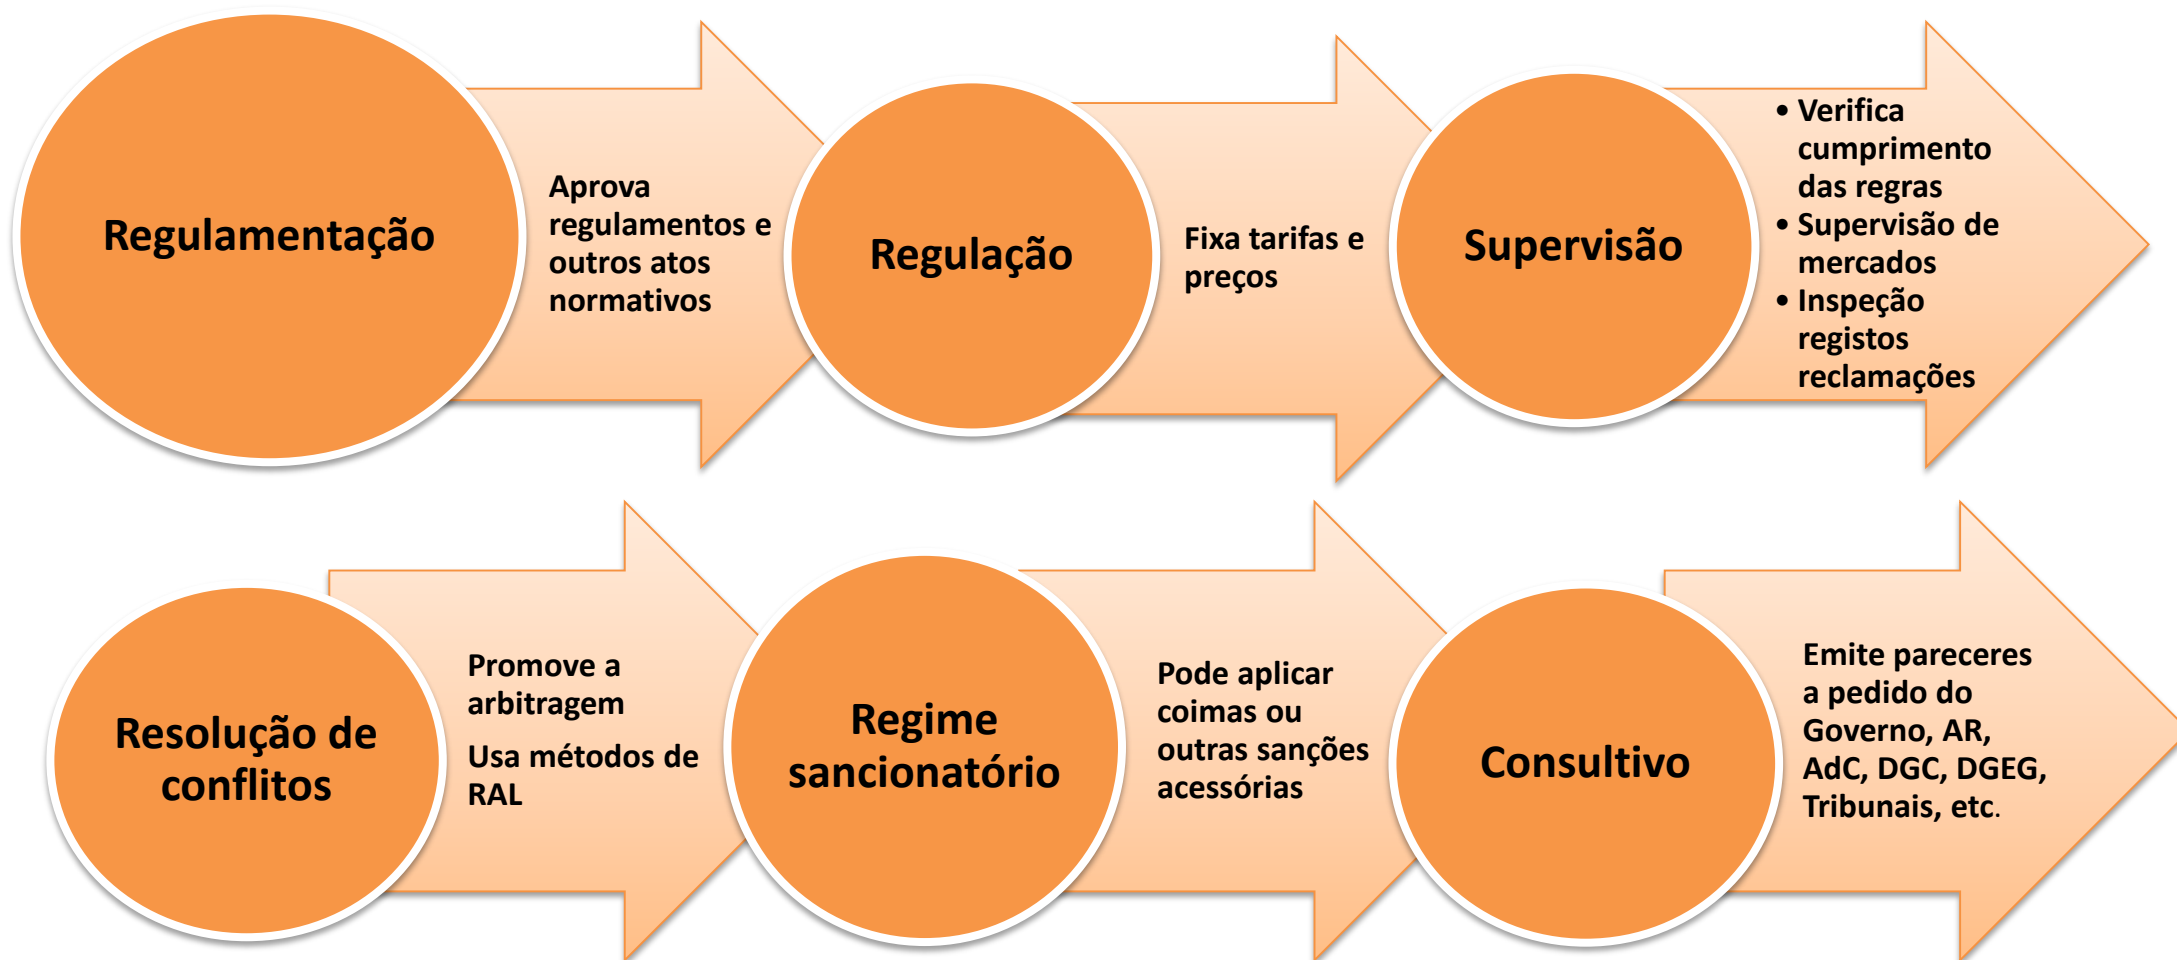 Regulamentação
Aprova
regulamentos e
outros atos
normativos
Regulação
Fixa tarifas e
preços
Supervisão
• Verifica
cumprimento
das regras
• Supervisão de
mercados
• Inspeção
registos
reclamações
Resolução de
conflitos
Promove a
arbitragem
Usa métodos de
RAL
Regime
sancionatório
Pode aplicar
coimas ou
outras sanções
acessórias
Consultivo
Emite pareceres
a pedido do
Governo, AR,
AdC, DGC, DGEG,
Tribunais, etc.